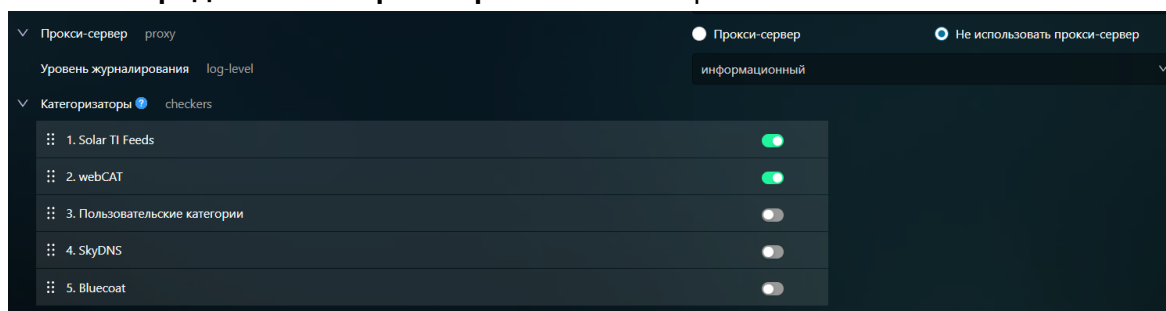 Прокси-сервер proxy Прокси-сервер Не использовать прокси-сервер
Уровень журналирования log-level информационный
Категоризаторы ? checkers
1. Solar TI Feeds
2. webCAT
3. Пользовательские категории
4. SkyDNS
5. Bluecoat